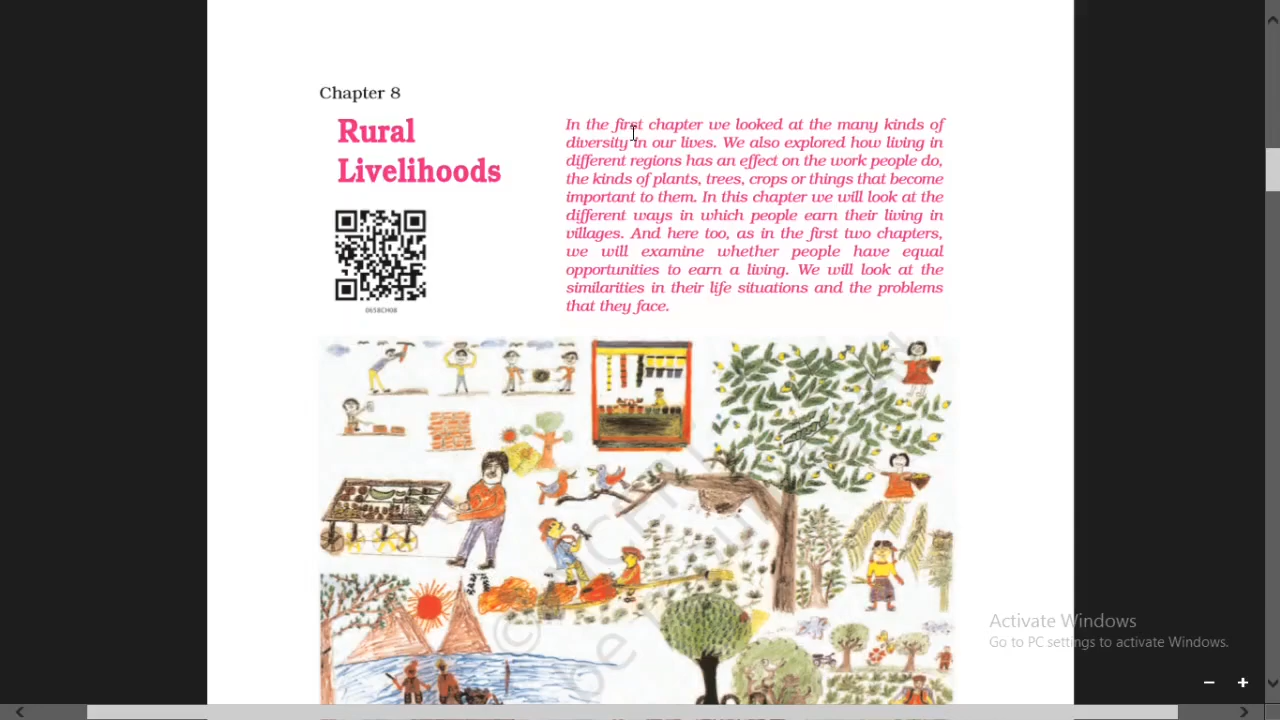 Chapter 8
Rural
Livelihoods
0658CH08
In the first chapter we looked at the many kinds of
diversity in our lives. We also explored how living in
different regions has an effect on the work people do,
the kinds of plants, trees, crops or things that become
important to them. In this chapter we will look at the
different ways in which people earn their living in
villages. And here too, as in the first two chapters,
we will examine whether people have equal
opportunities to earn a living. We will look at the
similarities in their life situations and the problems
that they face.
Activate Windows
Go to PC settings to activate Windows.